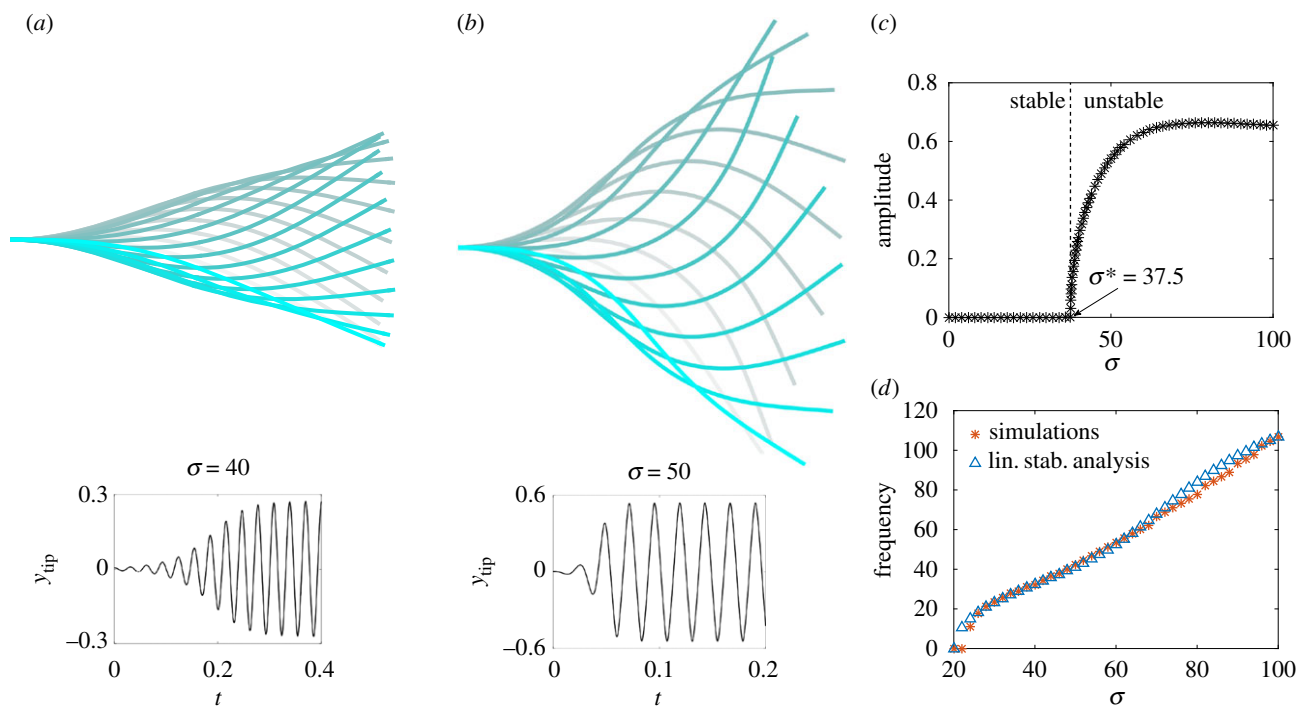 (a)
σ = 40
0.3
0
–0.3
y_tip
0 0.2 0.4
t
(b)
σ = 50
0.6
0
–0.6
y_tip
0 0.1 0.2
t
(c)
stable unstable
0.8
0.6
0.4
0.2
0
amplitude
σ* = 37.5
0 50 100
σ
(d)
120
100
80
60
40
20
0
frequency
simulations
lin. stab. analysis
20 40 60 80 100
σ